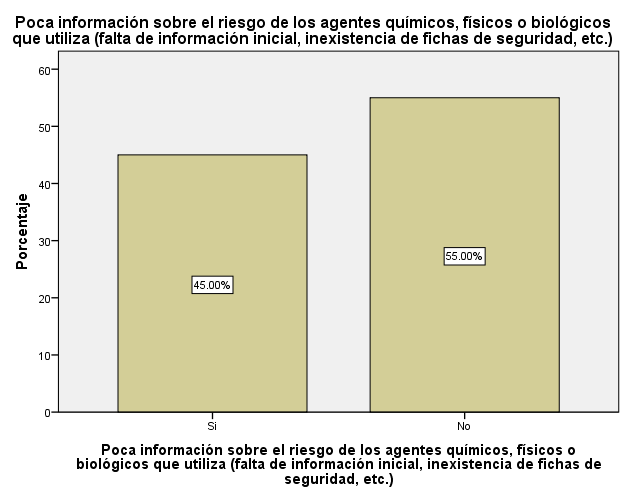 Poca información sobre el riesgo de los agentes químicos, físicos o biológicos
que utiliza (falta de información inicial, inexistencia de fichas de seguridad, etc.)
60
50
40
30
20
10
0
Porcentaje
45.00%
55.00%
Si
No
Poca información sobre el riesgo de los agentes químicos, físicos o
biológicos que utiliza (falta de información inicial, inexistencia de fichas de
seguridad, etc.)